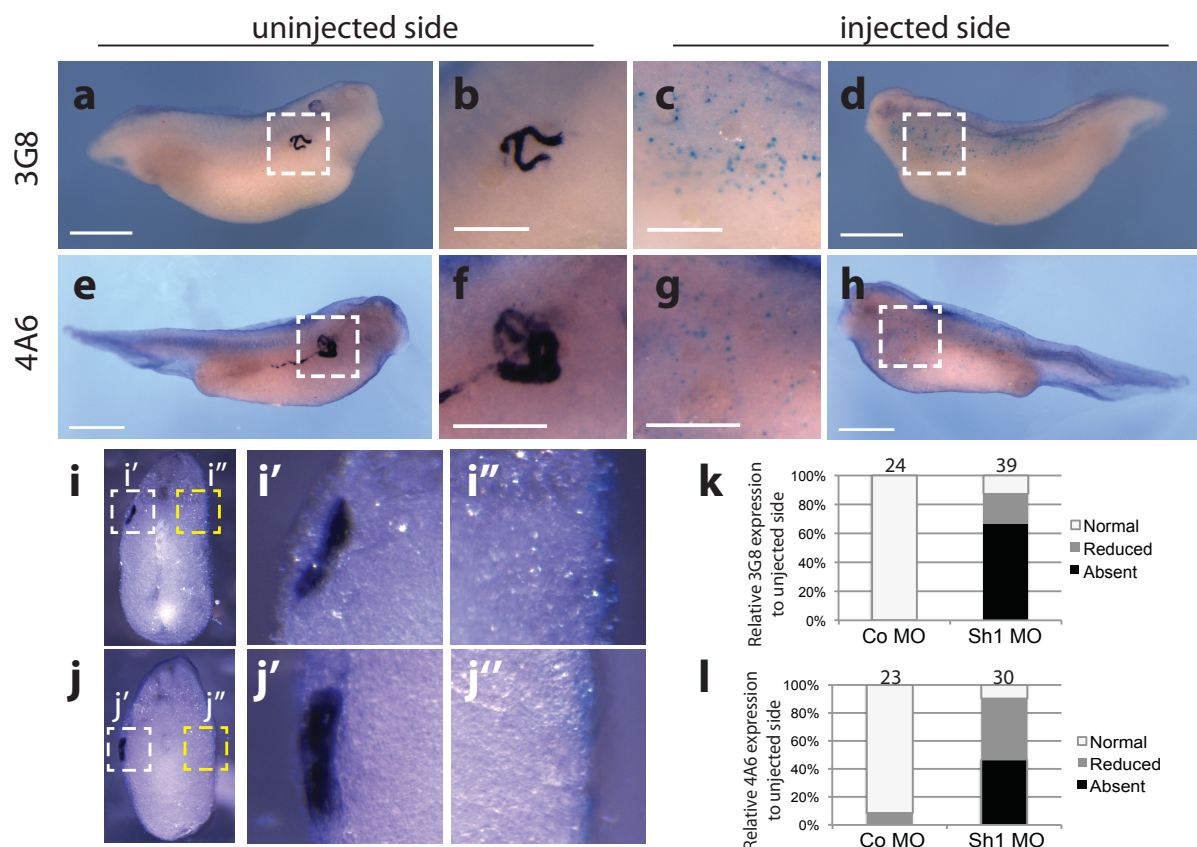 uninjected side
injected side
3G8
a
b
c
d
4A6
e
f
g
h
i
i′
i″
i′
i″
j
j′
j″
j′
j″
k
24
39
100%
80%
60%
40%
20%
0%
Relative 3G8 expression
to unjected side
Co MO
Sh1 MO
Normal
Reduced
Absent
l
23
30
100%
80%
60%
40%
20%
0%
Relative 4A6 expression
to unjected side
Co MO
Sh1 MO
Normal
Reduced
Absent